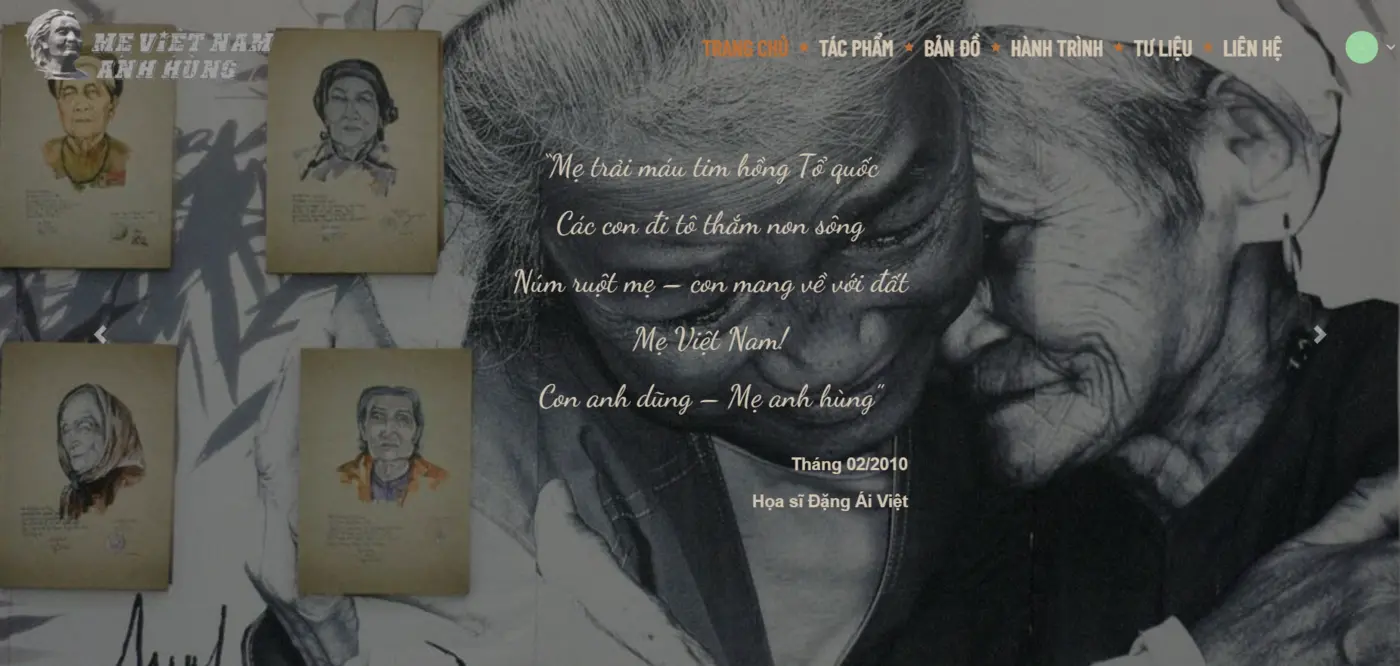 MẸ VIỆT NAM
ANH HÙNG
TRANG CHỦ ★ TÁC PHẨM ★ BẢN ĐỒ ★ HÀNH TRÌNH ★ TƯ LIỆU ★ LIÊN HỆ
“Mẹ trải máu tim hồng Tổ quốc
Các con đi tô thắm non sông
Núm ruột mẹ – con mang về với đất
Mẹ Việt Nam!
Con anh dũng – Mẹ anh hùng”
Tháng 02/2010
Họa sĩ Đặng Ái Việt